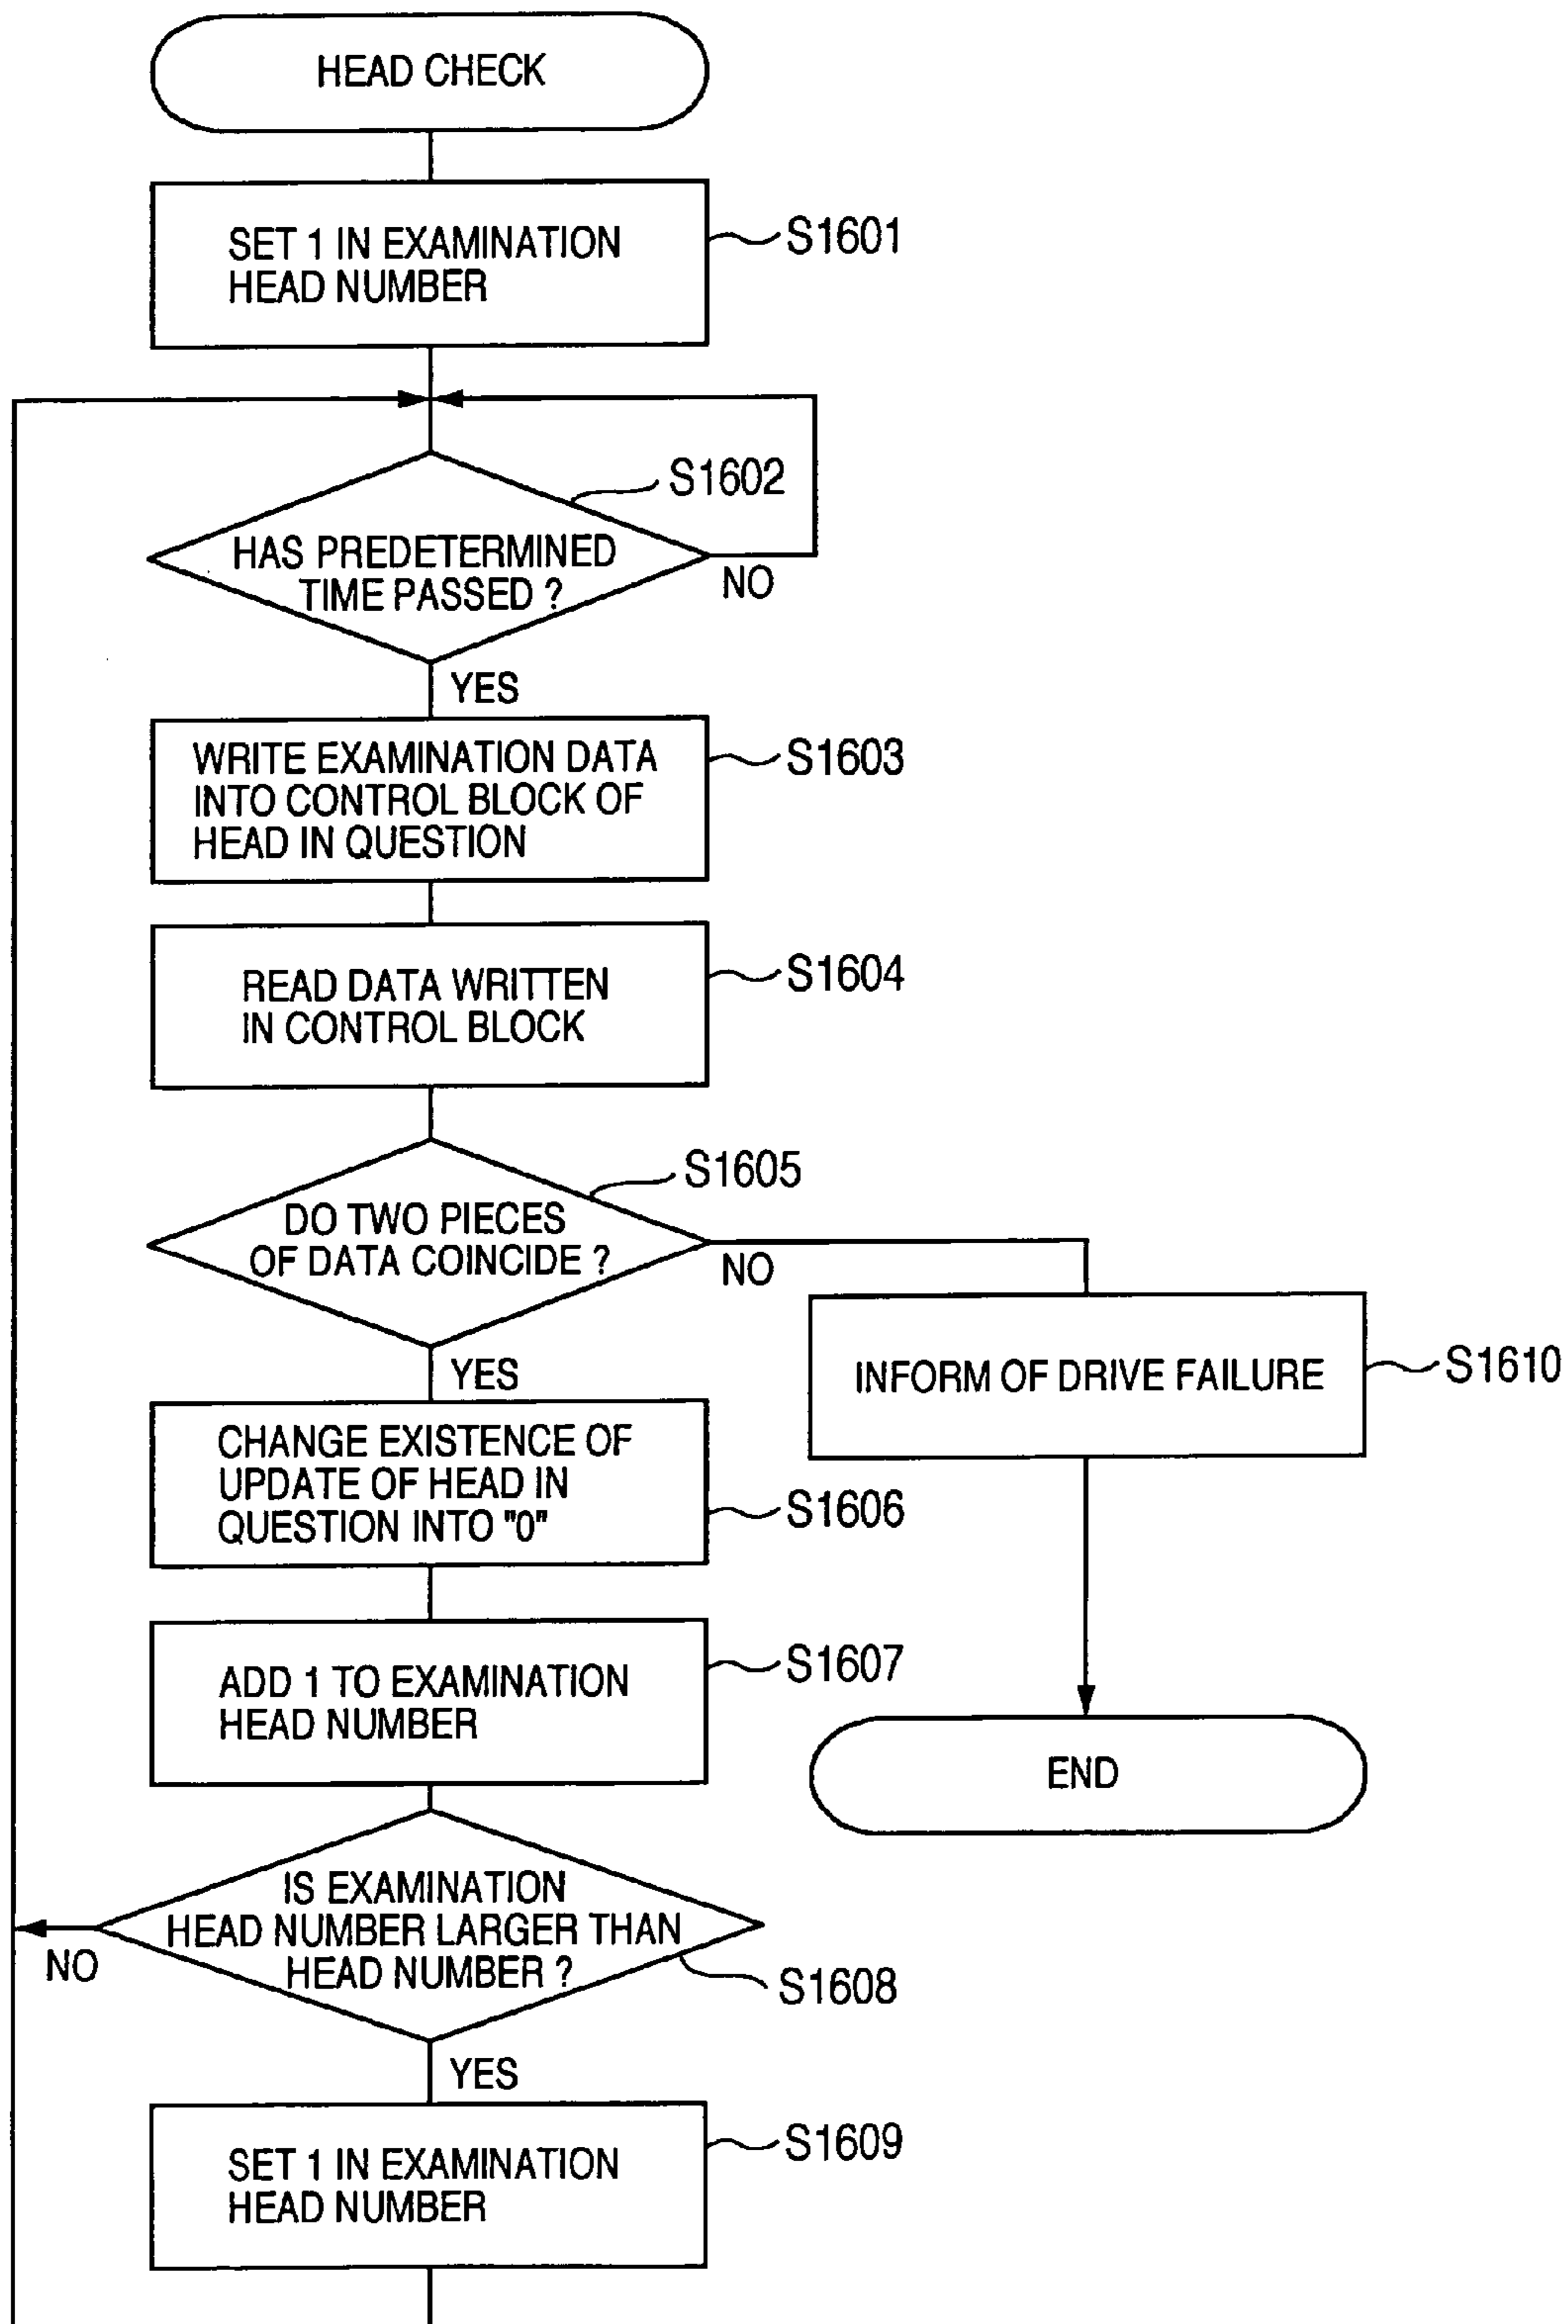 HEAD CHECK
SET 1 IN EXAMINATION
HEAD NUMBER
S1601
S1602
HAS PREDETERMINED
TIME PASSED ?
NO
YES
WRITE EXAMINATION DATA
INTO CONTROL BLOCK OF
HEAD IN QUESTION
S1603
READ DATA WRITTEN
IN CONTROL BLOCK
S1604
S1605
DO TWO PIECES
OF DATA COINCIDE ?
NO
YES
INFORM OF DRIVE FAILURE
S1610
CHANGE EXISTENCE OF
UPDATE OF HEAD IN
QUESTION INTO "0"
S1606
ADD 1 TO EXAMINATION
HEAD NUMBER
S1607
END
IS EXAMINATION
HEAD NUMBER LARGER THAN
HEAD NUMBER ?
NO
S1608
YES
SET 1 IN EXAMINATION
HEAD NUMBER
S1609